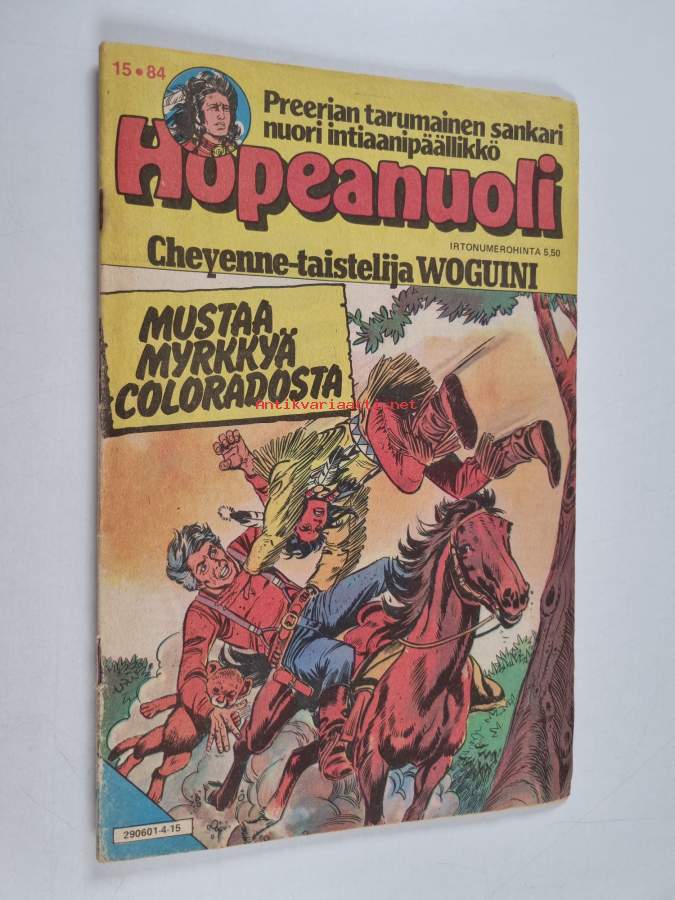 15•84
Preerian tarumainen sankari
nuori intiaanipäällikkö
Hopeanuoli
IRTONUMEROHINTA 5,50
Cheyenne-taistelija WOGUINI
MUSTAA
MYRKKYÄ
COLORADOSTA
Antikvariaatti.net
290601-4-15